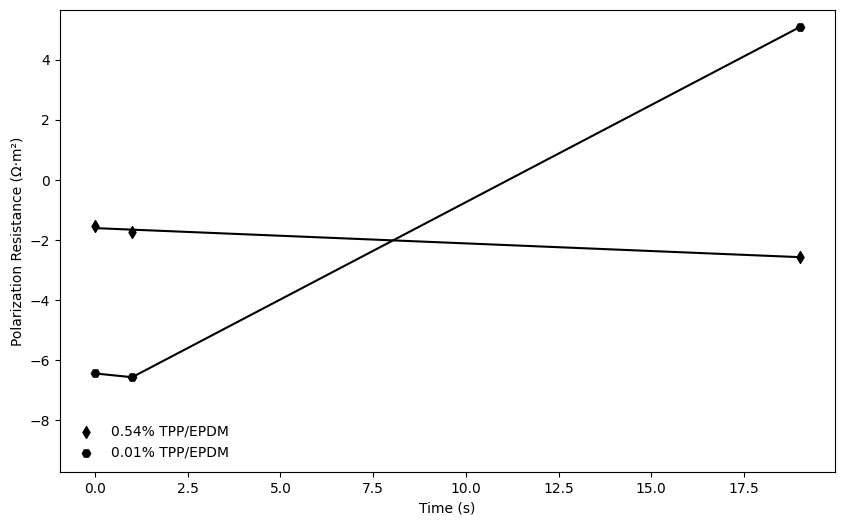 4
2
0
−2
−4
−6
−8
Polarization Resistance (Ω·m²)
0.54% TPP/EPDM
0.01% TPP/EPDM
0.0 2.5 5.0 7.5 10.0 12.5 15.0 17.5
Time (s)